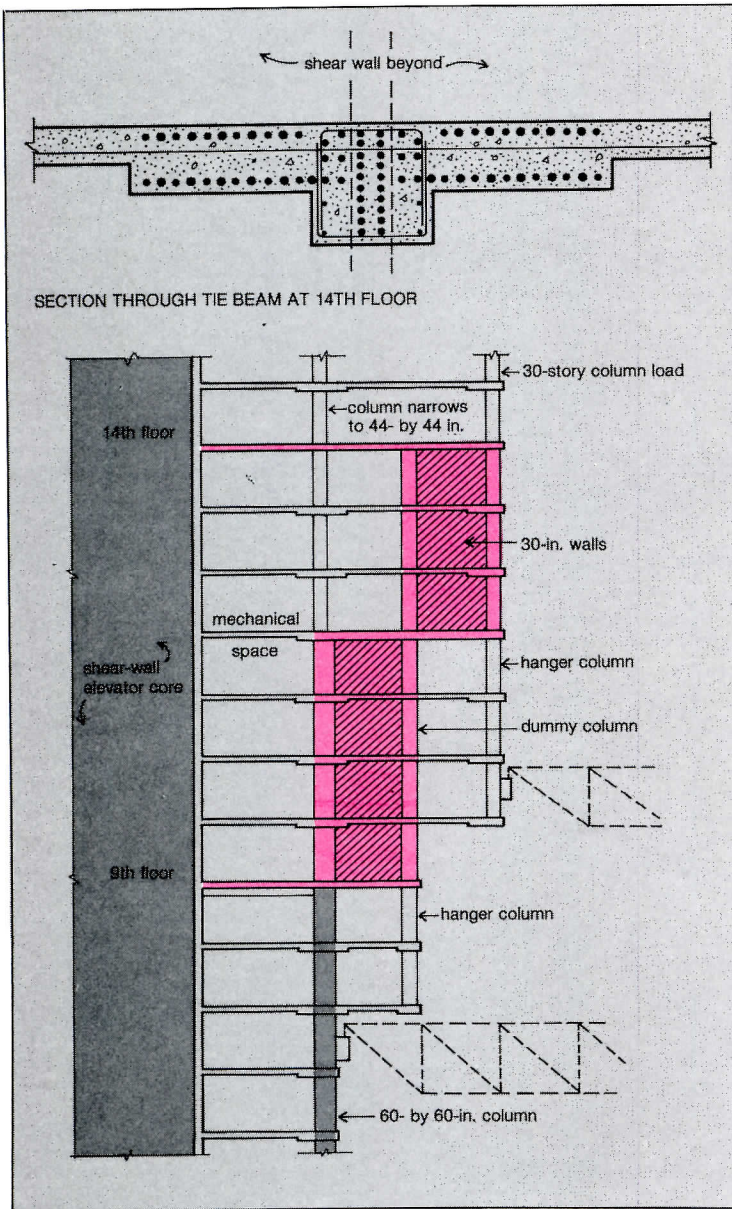 shear wall beyond
SECTION THROUGH TIE BEAM AT 14TH FLOOR
30-story column load
column narrows
to 44- by 44 in.
14th floor
30-in. walls
mechanical
space
shear-wall
elevator core
hanger column
dummy column
9th floor
hanger column
60- by 60-in. column